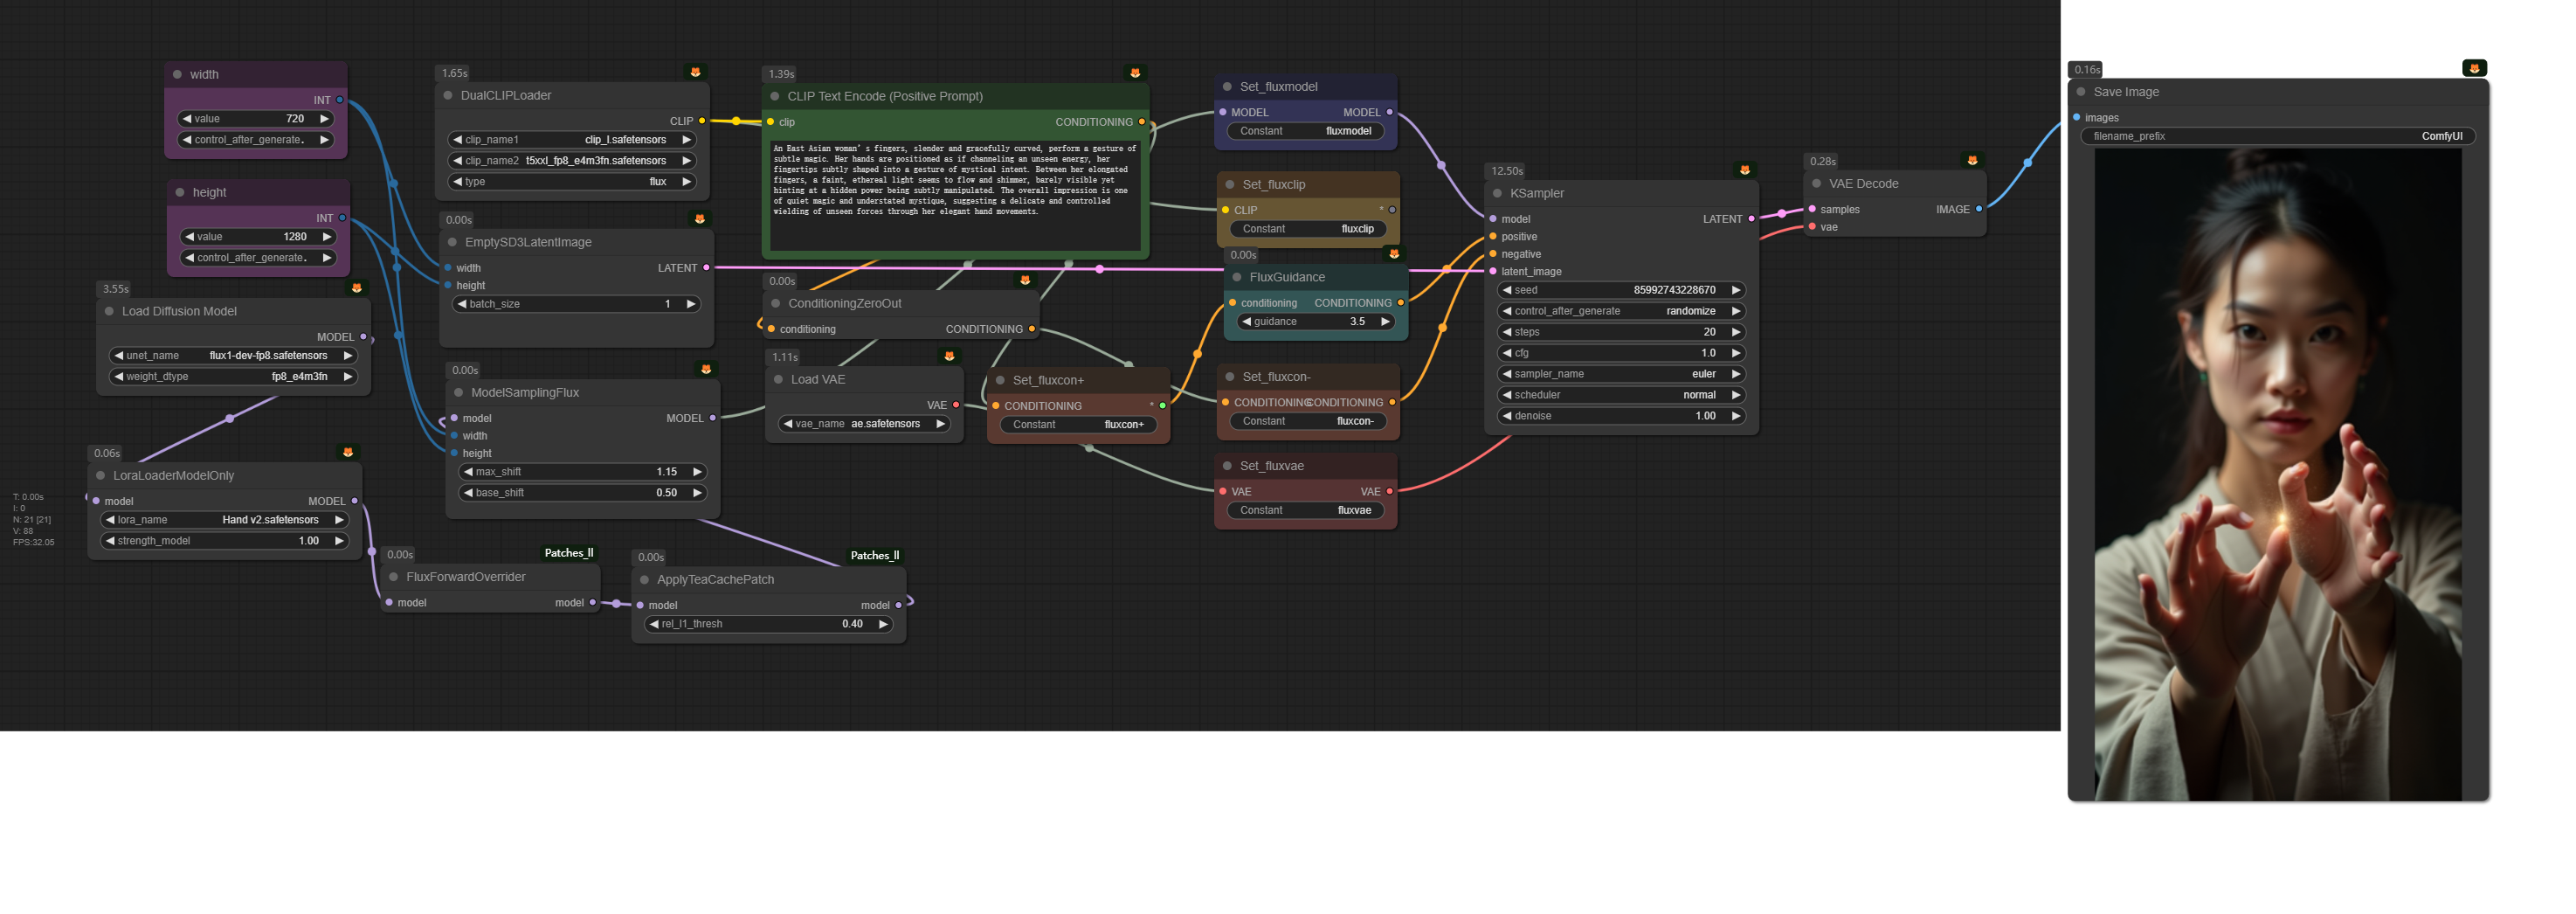 width
INT
value 720
control_after_generate.
height
INT
value 1280
control_after_generate.
3.55s
Load Diffusion Model
MODEL
unet_name flux1-dev-fp8.safetensors
weight_dtype fp8_e4m3fn
0.06s
LoraLoaderModelOnly
model MODEL
lora_name Hand v2.safetensors
strength_model 1.00
T: 0.00s
I: 0
N: 21 [21]
V: 88
FPS:32.05
1.65s
DualCLIPLoader
CLIP
clip_name1 clip_l.safetensors
clip_name2 t5xxl_fp8_e4m3fn.safetensors
type flux
0.00s
EmptySD3LatentImage
width LATENT
height
batch_size 1
0.00s
ModelSamplingFlux
model MODEL
width
height
max_shift 1.15
base_shift 0.50
0.00s Patches_ll
FluxForwardOverrider
model model
0.00s Patches_ll
ApplyTeaCachePatch
model model
rel_l1_thresh 0.40
1.39s
CLIP Text Encode (Positive Prompt)
clip CONDITIONING
An East Asian woman's fingers, slender and gracefully curved, perform a gesture of
subtle magic. Her hands are positioned as if channeling an unseen energy, her
fingertips subtly shaped into a gesture of mystical intent. Between her elongated
fingers, a faint, ethereal light seems to flow and shimmer, barely visible yet
hinting at a hidden power being subtly manipulated. The overall impression is one
of quiet magic and understated mystique, suggesting a delicate and controlled
wielding of unseen forces through her elegant hand movements.
0.00s
ConditioningZeroOut
conditioning CONDITIONING
1.11s
Load VAE
VAE
vae_name ae.safetensors
Set_fluxcon+
CONDITIONING *
Constant fluxcon+
Set_fluxmodel
MODEL MODEL
Constant fluxmodel
Set_fluxclip
CLIP *
Constant fluxclip
0.00s
FluxGuidance
conditioning CONDITIONING
guidance 3.5
Set_fluxcon-
CONDITIONING CONDITIONING
Constant fluxcon-
Set_fluxvae
VAE VAE
Constant fluxvae
12.50s
KSampler
model LATENT
positive
negative
latent_image
seed 85992743228670
control_after_generate randomize
steps 20
cfg 1.0
sampler_name euler
scheduler normal
denoise 1.00
0.28s
VAE Decode
samples IMAGE
vae
0.16s
Save Image
images
filename_prefix ComfyUI